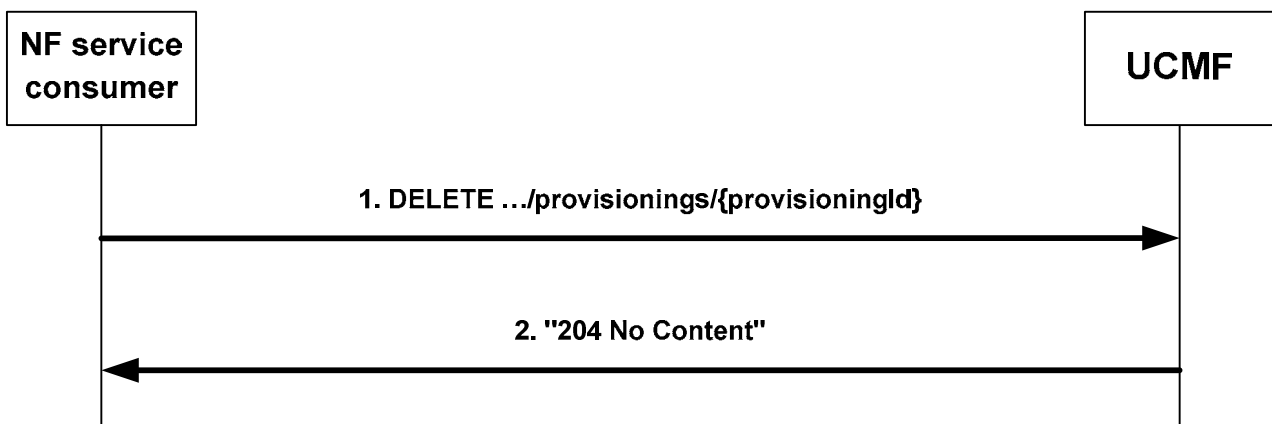 NF service
consumer
UCMF
1. DELETE …/provisionings/{provisioningId}
2. "204 No Content"